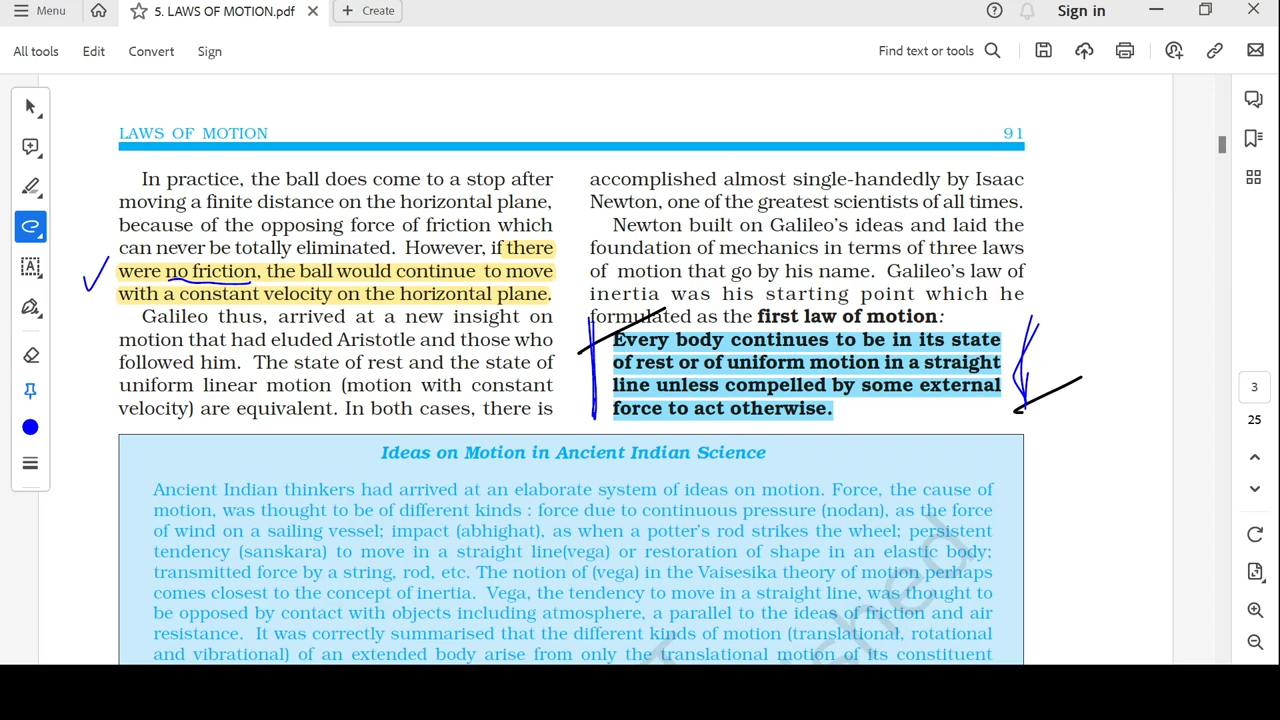 Menu
5. LAWS OF MOTION.pdf
Create
Sign in
All tools
Edit
Convert
Sign
Find text or tools
LAWS OF MOTION
91
In practice, the ball does come to a stop after
moving a finite distance on the horizontal plane,
because of the opposing force of friction which
can never be totally eliminated. However, if there
were no friction, the ball would continue to move
with a constant velocity on the horizontal plane.
Galileo thus, arrived at a new insight on
motion that had eluded Aristotle and those who
followed him. The state of rest and the state of
uniform linear motion (motion with constant
velocity) are equivalent. In both cases, there is
accomplished almost single-handedly by Isaac
Newton, one of the greatest scientists of all times.
Newton built on Galileo's ideas and laid the
foundation of mechanics in terms of three laws
of motion that go by his name. Galileo's law of
inertia was his starting point which he
formulated as the first law of motion:
Every body continues to be in its state
of rest or of uniform motion in a straight
line unless compelled by some external
force to act otherwise.
Ideas on Motion in Ancient Indian Science
Ancient Indian thinkers had arrived at an elaborate system of ideas on motion. Force, the cause of
motion, was thought to be of different kinds : force due to continuous pressure (nodan), as the force
of wind on a sailing vessel; impact (abhighat), as when a potter's rod strikes the wheel; persistent
tendency (sanskara) to move in a straight line(vega) or restoration of shape in an elastic body;
transmitted force by a string, rod, etc. The notion of (vega) in the Vaisesika theory of motion perhaps
comes closest to the concept of inertia. Vega, the tendency to move in a straight line, was thought to
be opposed by contact with objects including atmosphere, a parallel to the ideas of friction and air
resistance. It was correctly summarised that the different kinds of motion (translational, rotational
and vibrational) of an extended body arise from only the translational motion of its constituent
3
25